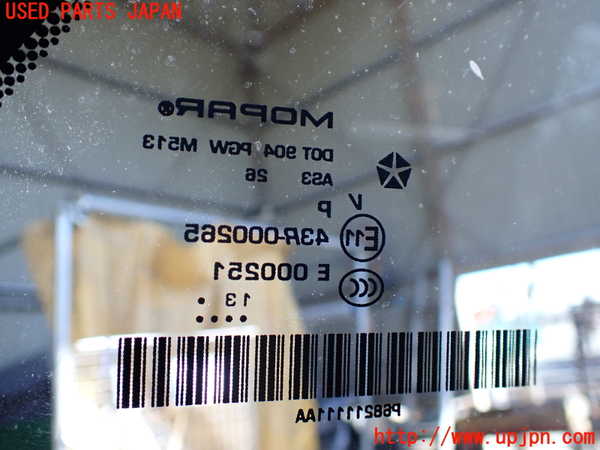 USED PARTS JAPAN
MOPAR®
DOT 904 PGW M513
AS3 26
V
P
E11 43R-000265
CCC E 000251
• 13
• • • •
P68211111AA
http://www.upjpn.com/